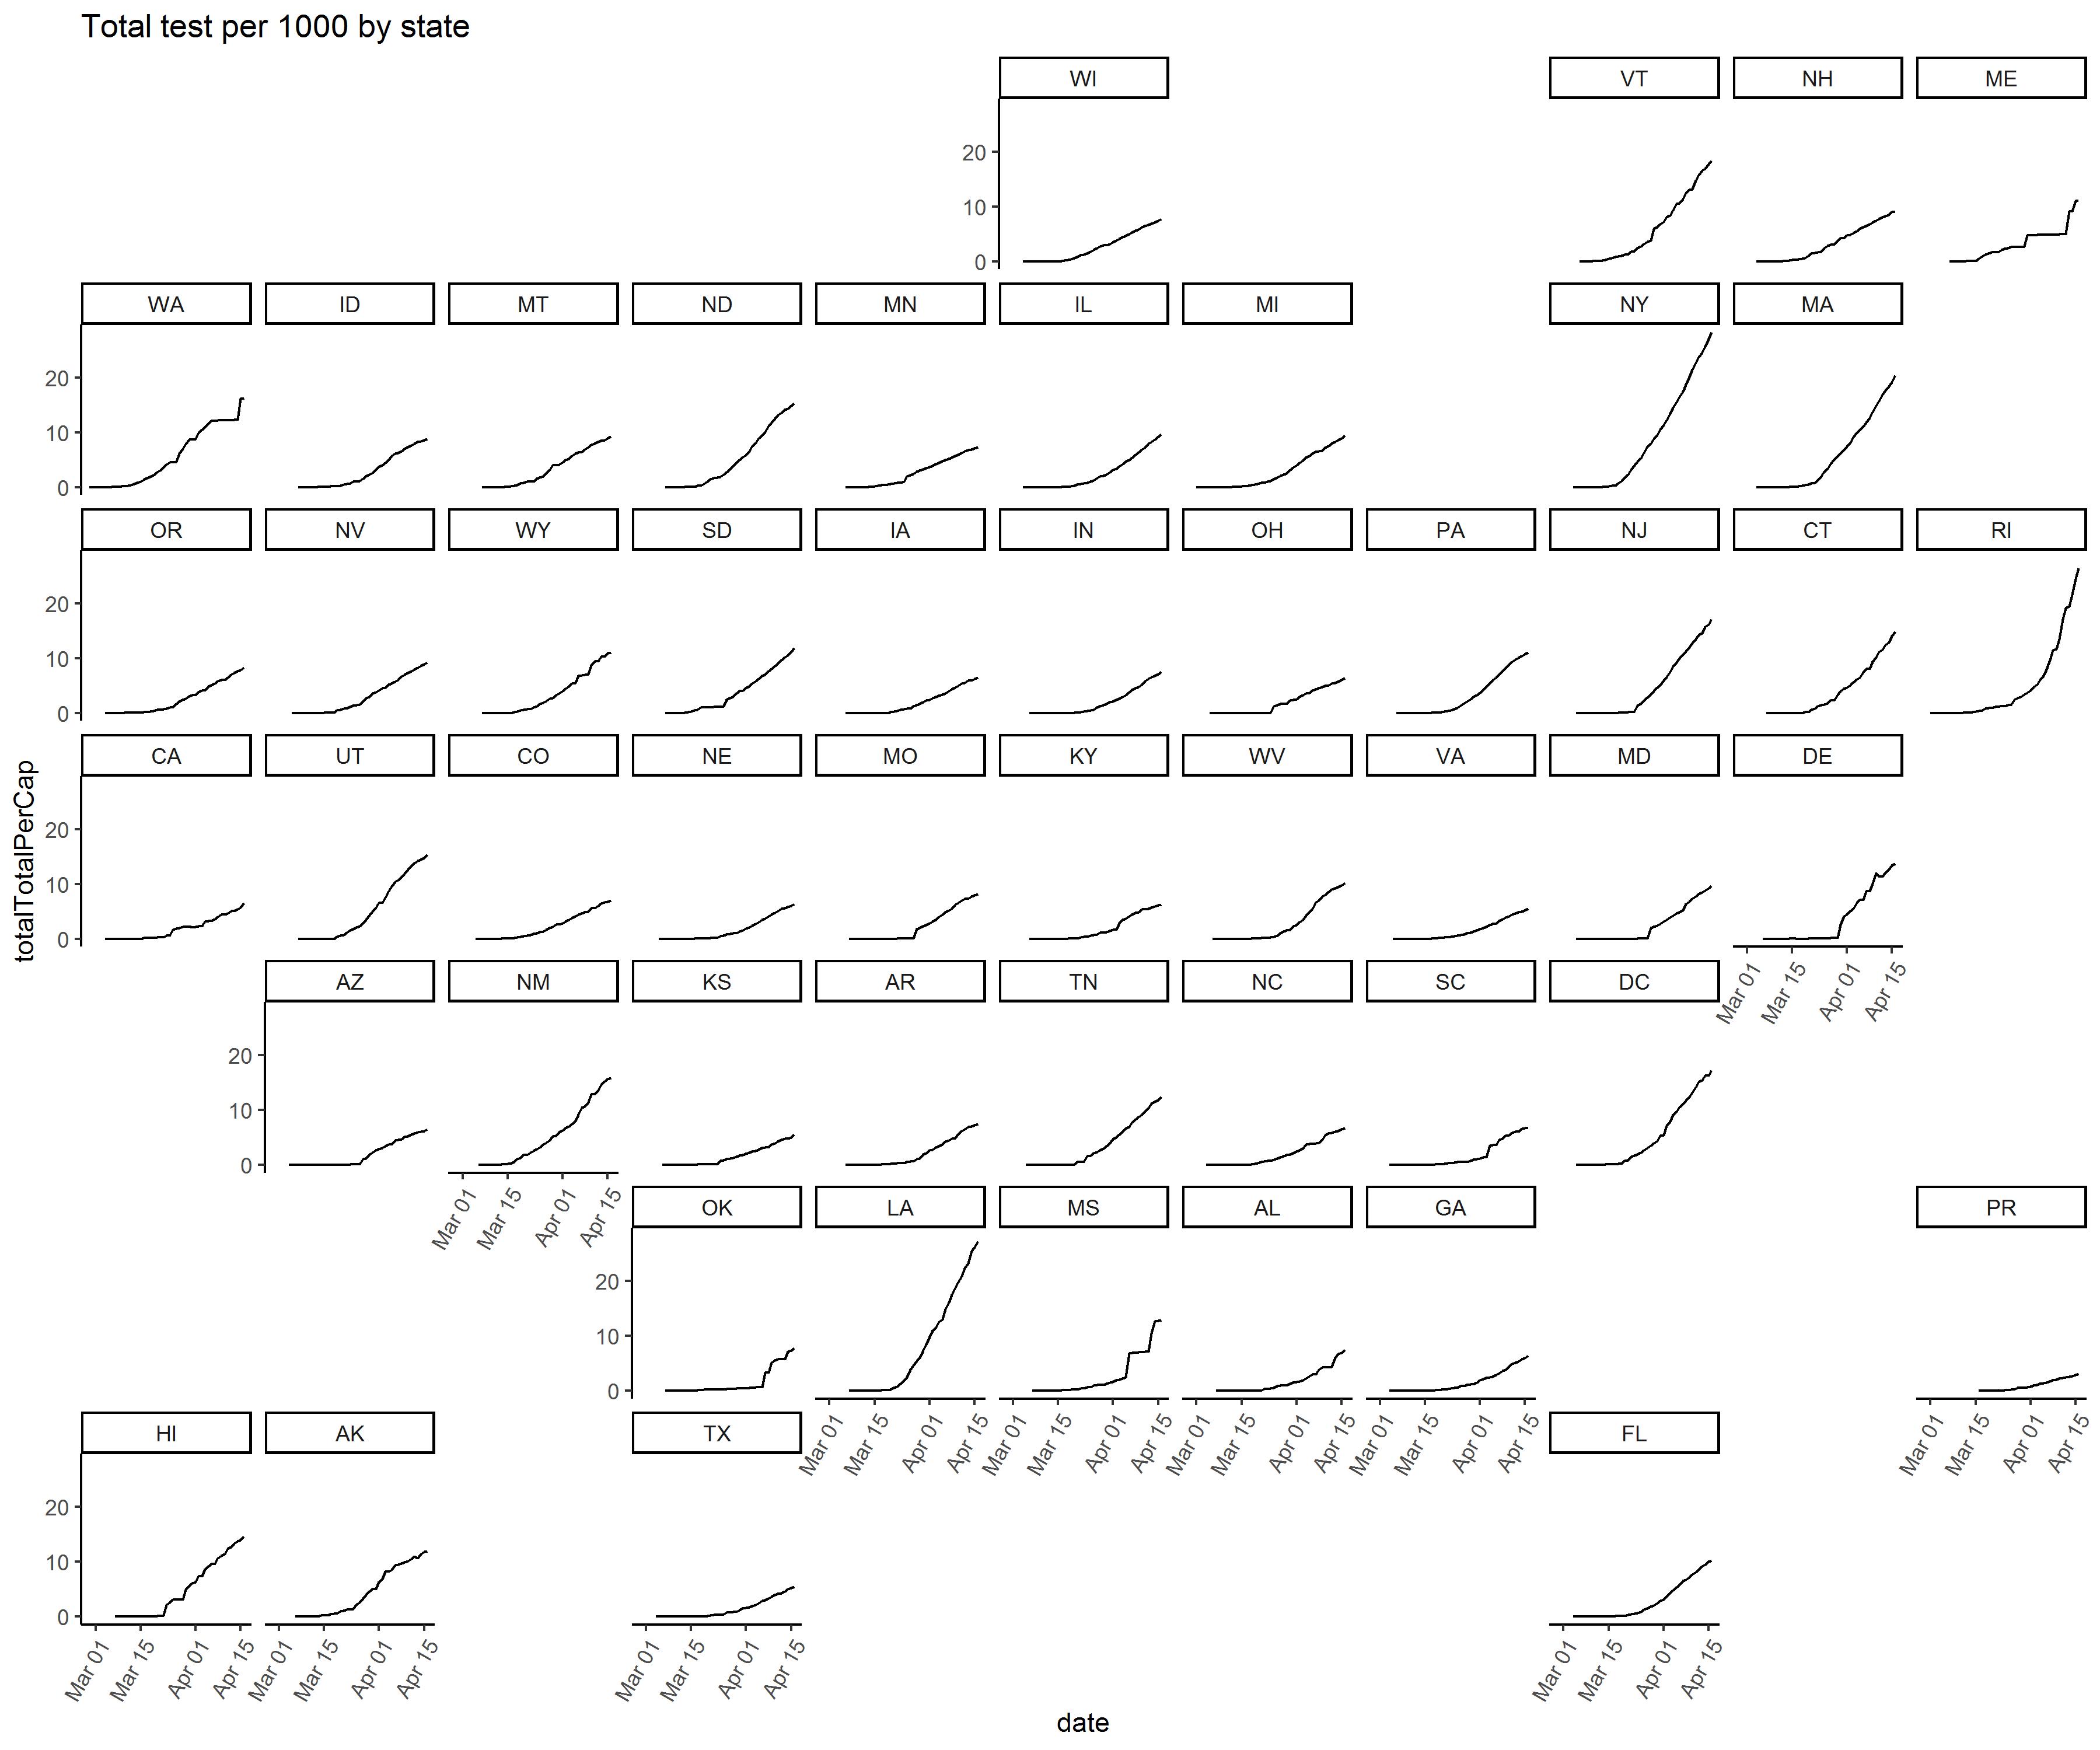 Total test per 1000 by state
WI VT NH ME
20
10
0
WA ID MT ND MN IL MI NY MA
20
10
0
OR NV WY SD IA IN OH PA NJ CT RI
20
10
0
CA UT CO NE MO KY WV VA MD DE
20
10
0
totalTotalPerCap
Mar 01 Mar 15 Apr 01 Apr 15
AZ NM KS AR TN NC SC DC
20
10
0
Mar 01 Mar 15 Apr 01 Apr 15
OK LA MS AL GA PR
20
10
0
Mar 01 Mar 15 Apr 01 Apr 15 Mar 01 Mar 15 Apr 01 Apr 15 Mar 01 Mar 15 Apr 01 Apr 15 Mar 01 Mar 15 Apr 01 Apr 15 Mar 01 Mar 15 Apr 01 Apr 15
HI AK TX FL
20
10
0
Mar 01 Mar 15 Apr 01 Apr 15 Mar 01 Mar 15 Apr 01 Apr 15 Mar 01 Mar 15 Apr 01 Apr 15 Mar 01 Mar 15 Apr 01 Apr 15
date